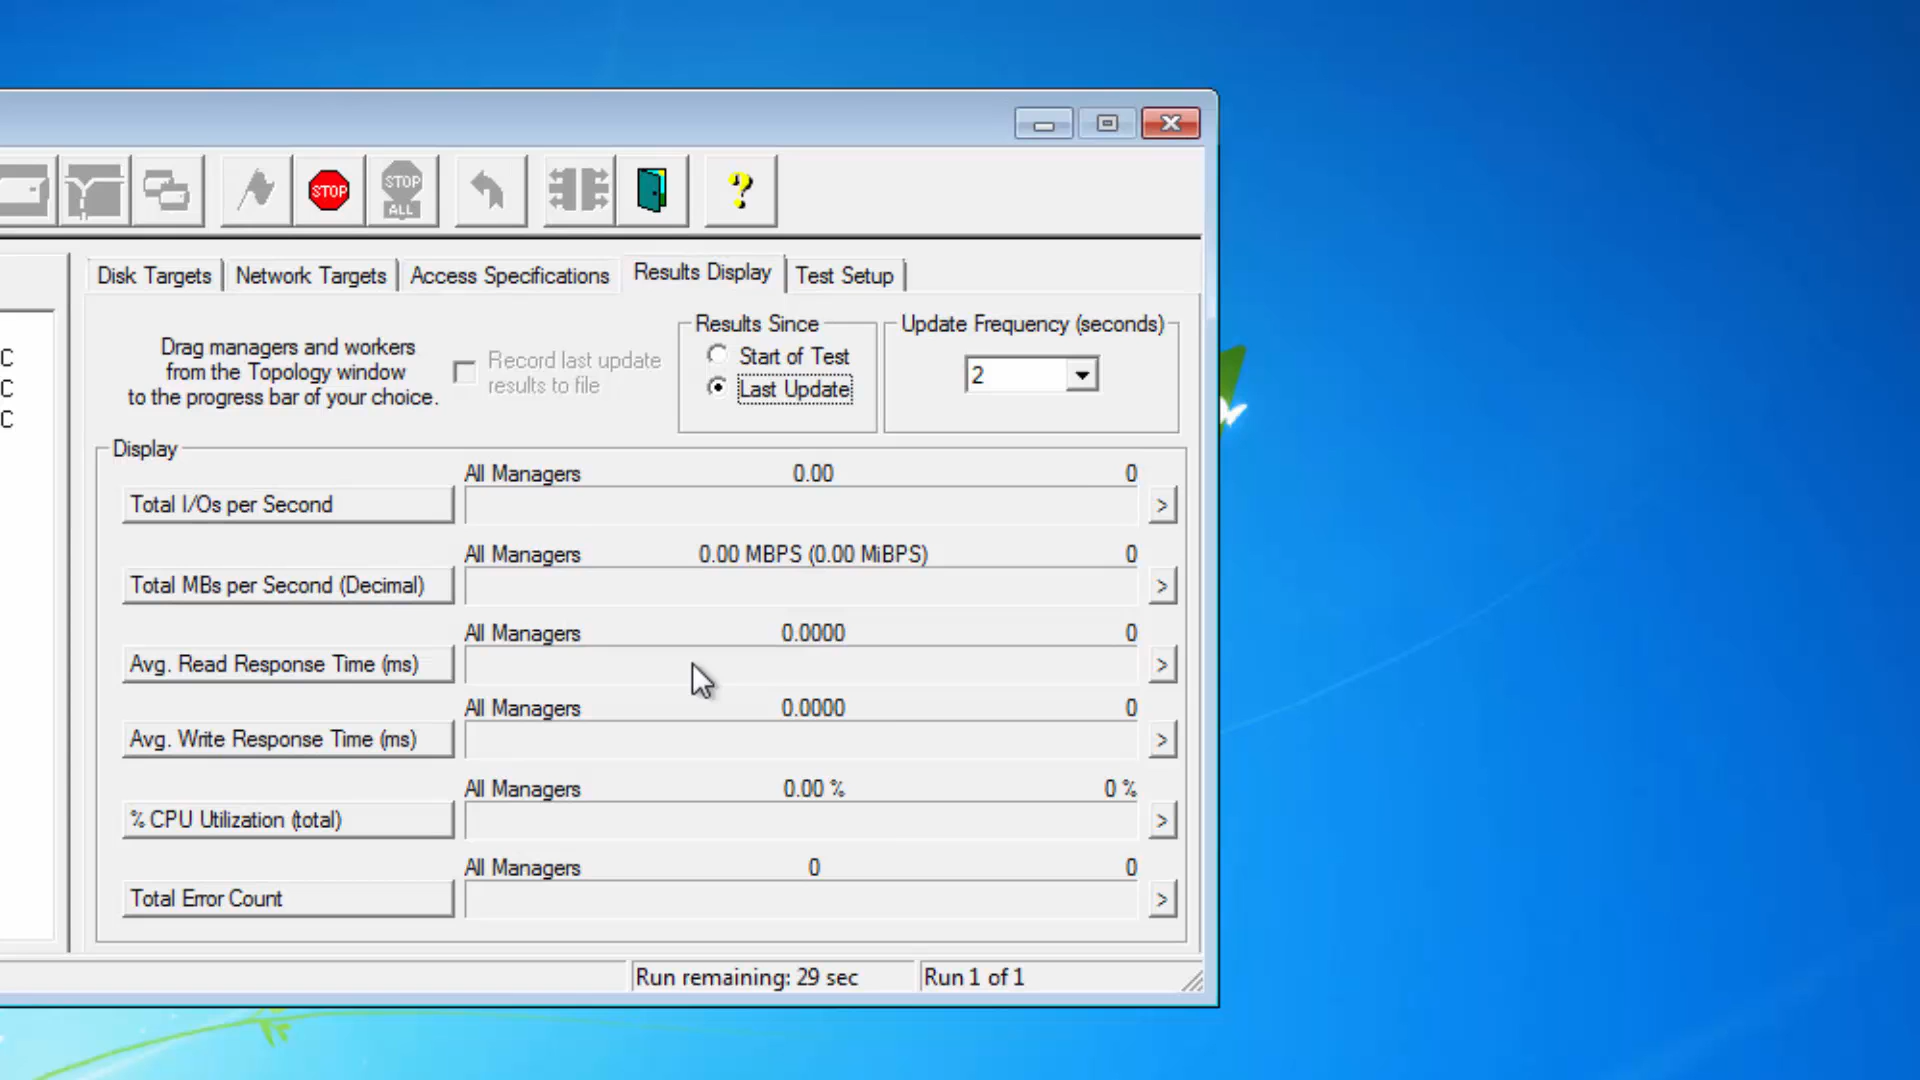 STOP
STOP
ALL
?
Disk Targets
Network Targets
Access Specifications
Results Display
Test Setup
C
C
C
Drag managers and workers
from the Topology window
to the progress bar of your choice.
Record last update
results to file
Results Since
Start of Test
Last Update
Update Frequency (seconds)
2
Display
All Managers 0.00 0
Total I/Os per Second >
All Managers 0.00 MBPS (0.00 MiBPS) 0
Total MBs per Second (Decimal) >
All Managers 0.0000 0
Avg. Read Response Time (ms) >
All Managers 0.0000 0
Avg. Write Response Time (ms) >
All Managers 0.00 % 0 %
% CPU Utilization (total) >
All Managers 0 0
Total Error Count >
Run remaining: 29 sec
Run 1 of 1